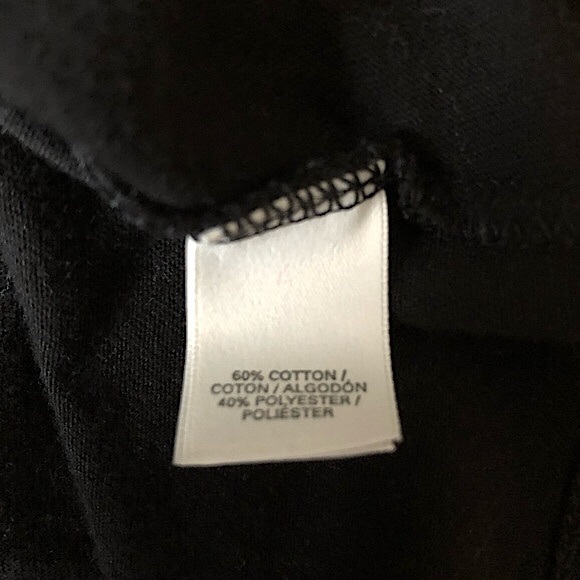 60% COTTON /
COTON / ALGODÓN
40% POLYESTER /
POLIÉSTER